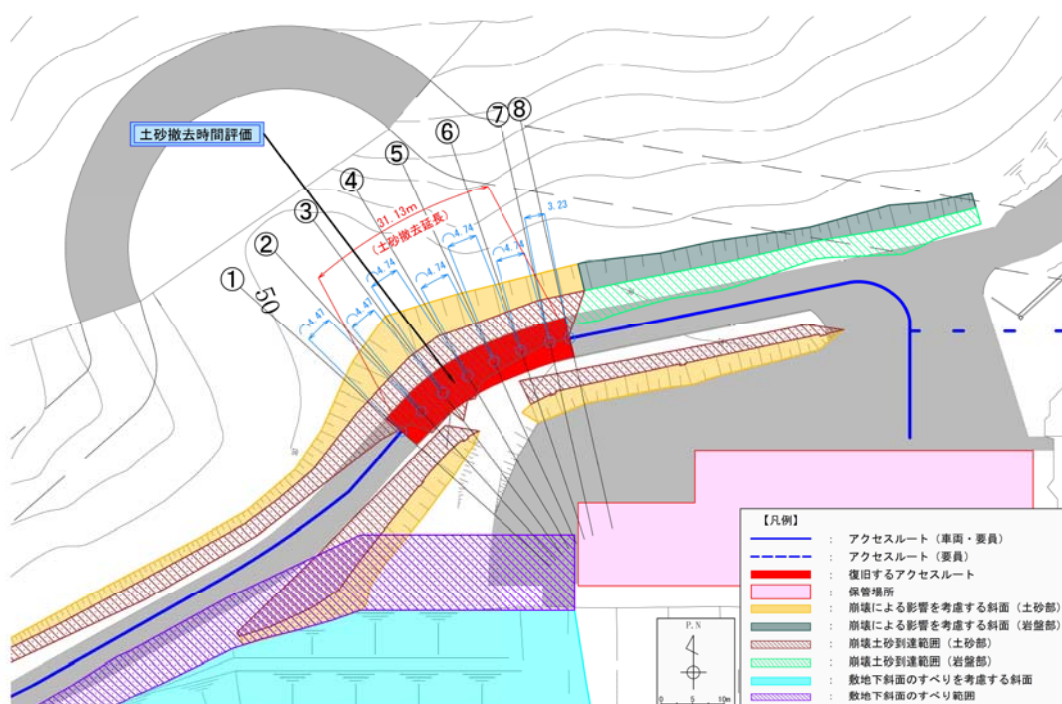 ⑧
⑦
⑥
土砂撤去時間評価
⑤
④
31.13m
(土砂撤去延長)
3.23
③
4.74
4.74
②
4.74
4.74
①
50
4.47
4.47
【凡例】
: アクセスルート（車両・要員）
: アクセスルート（要員）
: 復旧するアクセスルート
: 保管場所
: 崩壊による影響を考慮する斜面（土砂部）
: 崩壊による影響を考慮する斜面（岩盤部）
: 崩壊土砂到達範囲（土砂部）
: 崩壊土砂到達範囲（岩盤部）
: 敷地下斜面のすべりを考慮する斜面
: 敷地下斜面のすべり範囲
P.N
0 5 10m